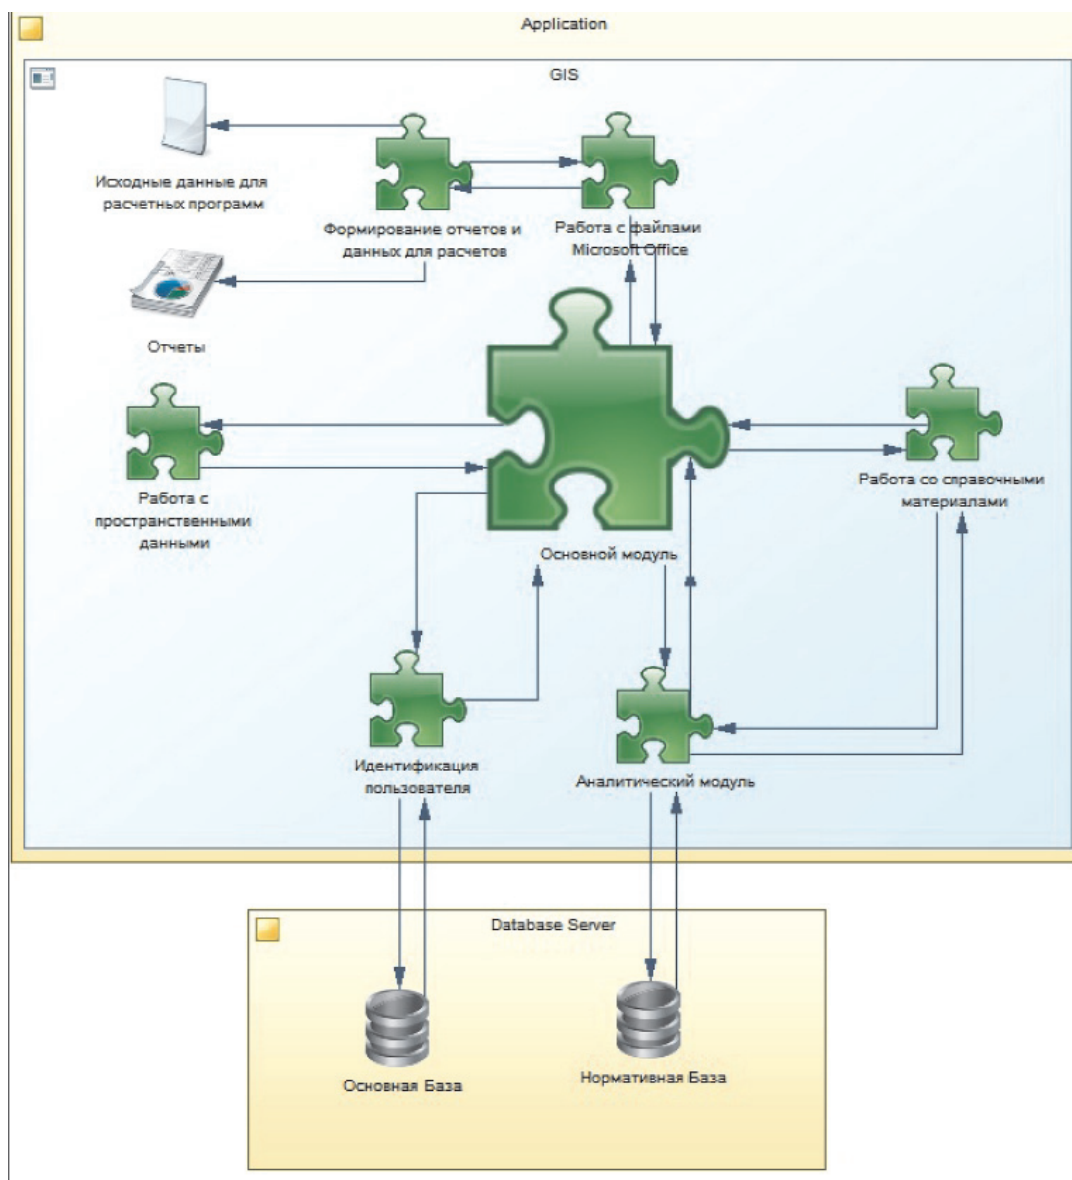 Application
GIS
Исходные данные для
расчетных программ
Формирование отчетов и
данных для расчетов
Работа с файлами
Microsoft Office
Отчеты
Работа с
пространственными
данными
Основной модуль
Работа со справочными
материалами
Идентификация
пользователя
Аналитический модуль
Database Server
Основная База
Нормативная База